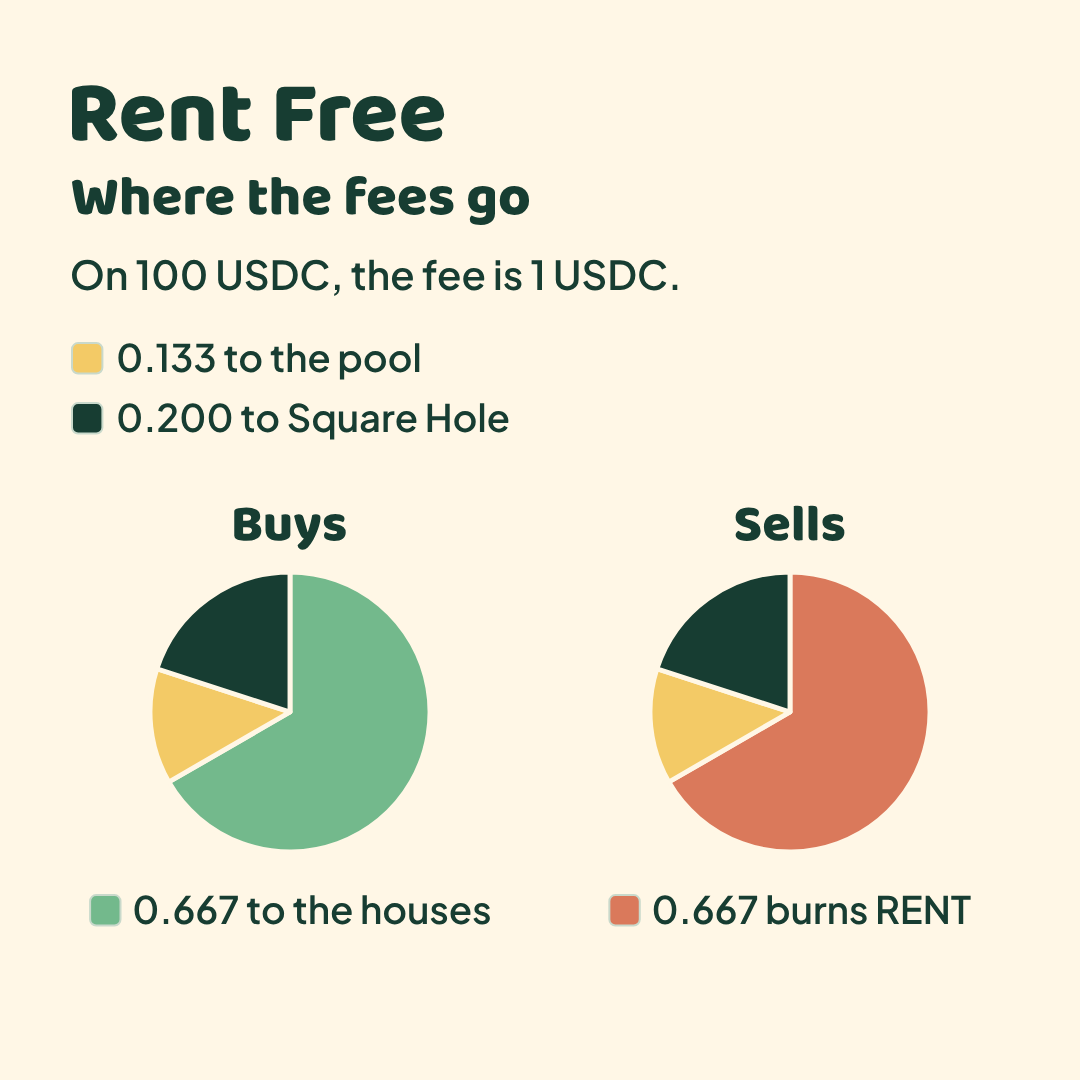 Rent Free
Where the fees go
On 100 USDC, the fee is 1 USDC.
0.133 to the pool
0.200 to Square Hole
Buys
Sells
0.667 to the houses
0.667 burns RENT